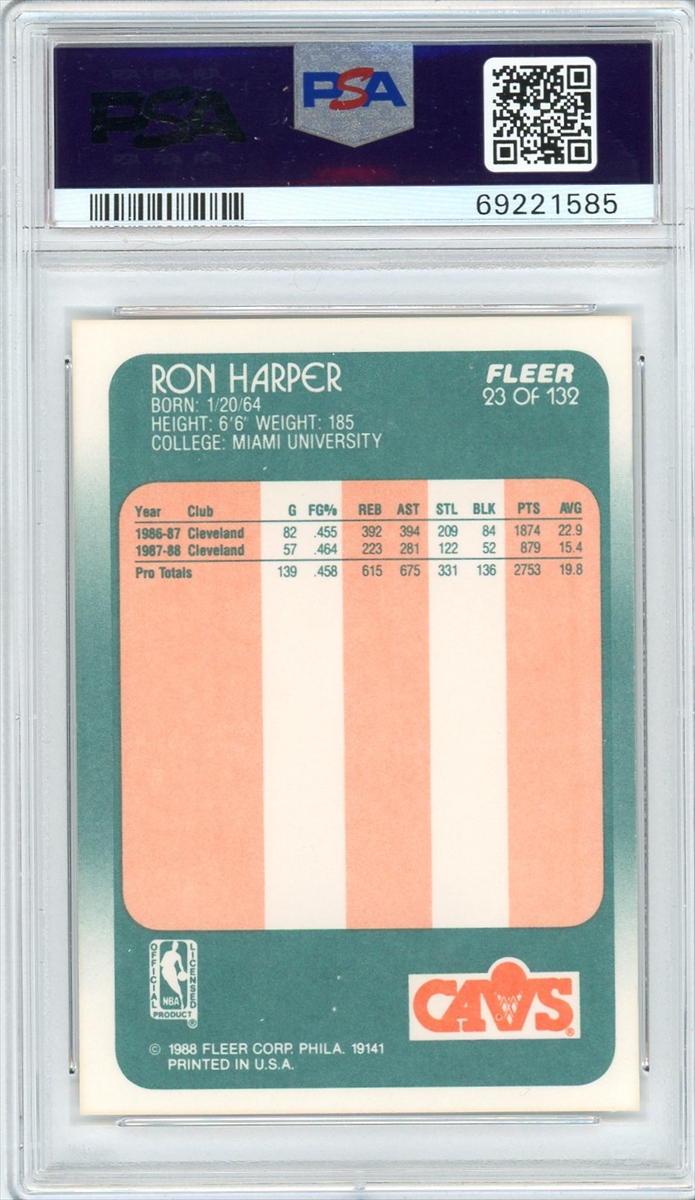 PSA
PSA
69221585
RON HARPER
BORN: 1/20/64
HEIGHT: 6'6" WEIGHT: 185
COLLEGE: MIAMI UNIVERSITY
FLEER
23 OF 132
Year Club G FG% REB AST STL BLK PTS AVG
1986-87 Cleveland 82 .455 392 394 209 84 1874 22.9
1987-88 Cleveland 57 .464 223 281 122 52 879 15.4
Pro Totals 139 .458 615 675 331 136 2753 19.8
OFFICIAL LICENSED
NBA
PRODUCT ®
CAVS ®
© 1988 FLEER CORP. PHILA. 19141
PRINTED IN U.S.A.